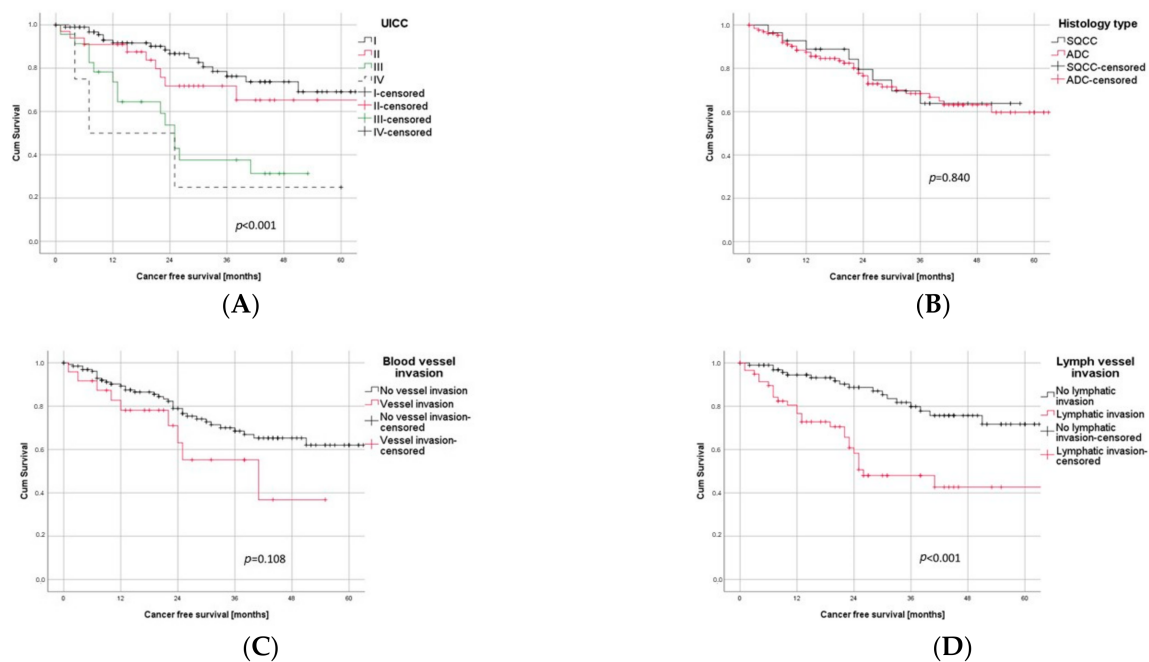 UICC
I
II
III
IV
I-censored
II-censored
III-censored
IV-censored
Cum Survival
1.0
0.8
0.6
0.4
0.2
0.0
p<0.001
0 12 24 36 48 60
Cancer free survival [months]
(A)
Histology type
SQCC
ADC
SQCC-censored
ADC-censored
Cum Survival
1.0
0.8
0.6
0.4
0.2
0.0
p=0.840
0 12 24 36 48 60
Cancer free survival [months]
(B)
Blood vessel
invasion
No vessel invasion
Vessel invasion
No vessel invasion-
censored
Vessel invasion-
censored
Cum Survival
1.0
0.8
0.6
0.4
0.2
0.0
p=0.108
0 12 24 36 48 60
Cancer free survival [months]
(C)
Lymph vessel
invasion
No lymphatic
invasion
Lymphatic invasion
No lymphatic
invasion-censored
Lymphatic invasion-
censored
Cum Survival
1.0
0.8
0.6
0.4
0.2
0.0
p<0.001
0 12 24 36 48 60
Cancer free survival [months]
(D)